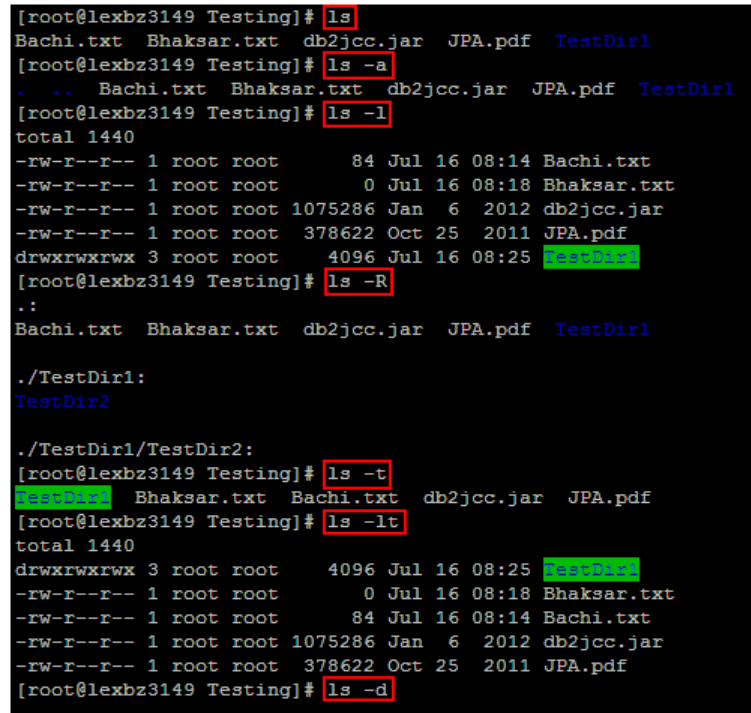 [root@lexbz3149 Testing]# ls
Bachi.txt  Bhaksar.txt  db2jcc.jar  JPA.pdf  TestDir1
[root@lexbz3149 Testing]# ls -a
.  ..  Bachi.txt  Bhaksar.txt  db2jcc.jar  JPA.pdf  TestDir1
[root@lexbz3149 Testing]# ls -l
total 1440
-rw-r--r-- 1 root root      84 Jul 16 08:14 Bachi.txt
-rw-r--r-- 1 root root       0 Jul 16 08:18 Bhaksar.txt
-rw-r--r-- 1 root root 1075286 Jan  6  2012 db2jcc.jar
-rw-r--r-- 1 root root  378622 Oct 25  2011 JPA.pdf
drwxrwxrwx 3 root root    4096 Jul 16 08:25 TestDir1
[root@lexbz3149 Testing]# ls -R
.:
Bachi.txt  Bhaksar.txt  db2jcc.jar  JPA.pdf  TestDir1
./TestDir1:
TestDir2
./TestDir1/TestDir2:
[root@lexbz3149 Testing]# ls -t
TestDir1  Bhaksar.txt  Bachi.txt  db2jcc.jar  JPA.pdf
[root@lexbz3149 Testing]# ls -lt
total 1440
drwxrwxrwx 3 root root    4096 Jul 16 08:25 TestDir1
-rw-r--r-- 1 root root       0 Jul 16 08:18 Bhaksar.txt
-rw-r--r-- 1 root root      84 Jul 16 08:14 Bachi.txt
-rw-r--r-- 1 root root 1075286 Jan  6  2012 db2jcc.jar
-rw-r--r-- 1 root root  378622 Oct 25  2011 JPA.pdf
[root@lexbz3149 Testing]# ls -d